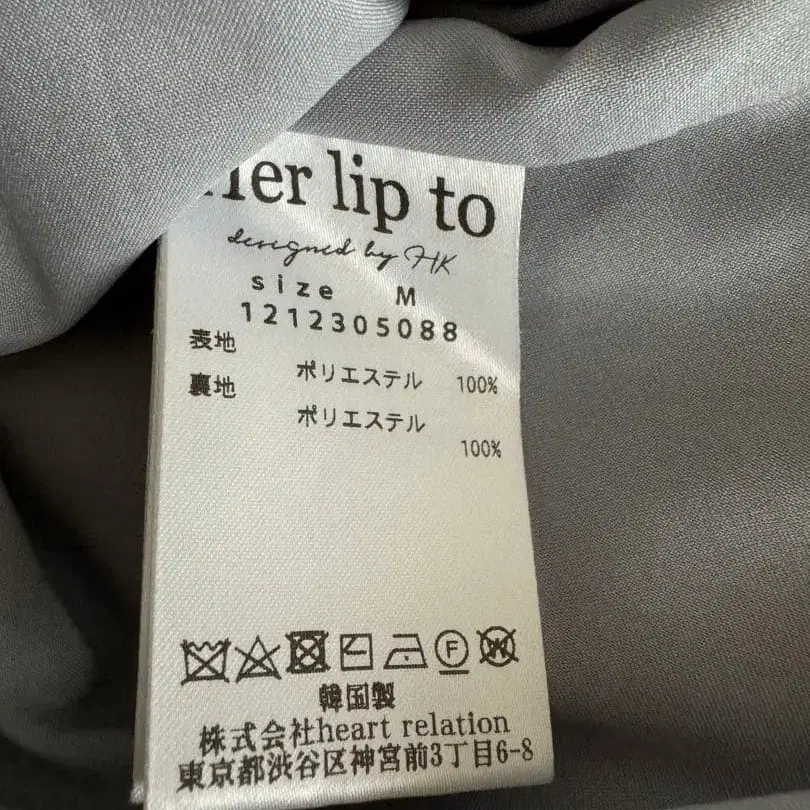 her lip to
designed by HK
size M
1212305088
表地
ポリエステル 100%
裏地
ポリエステル
100%
F
W
韓国製
株式会社heart relation
東京都渋谷区神宮前3丁目6-8